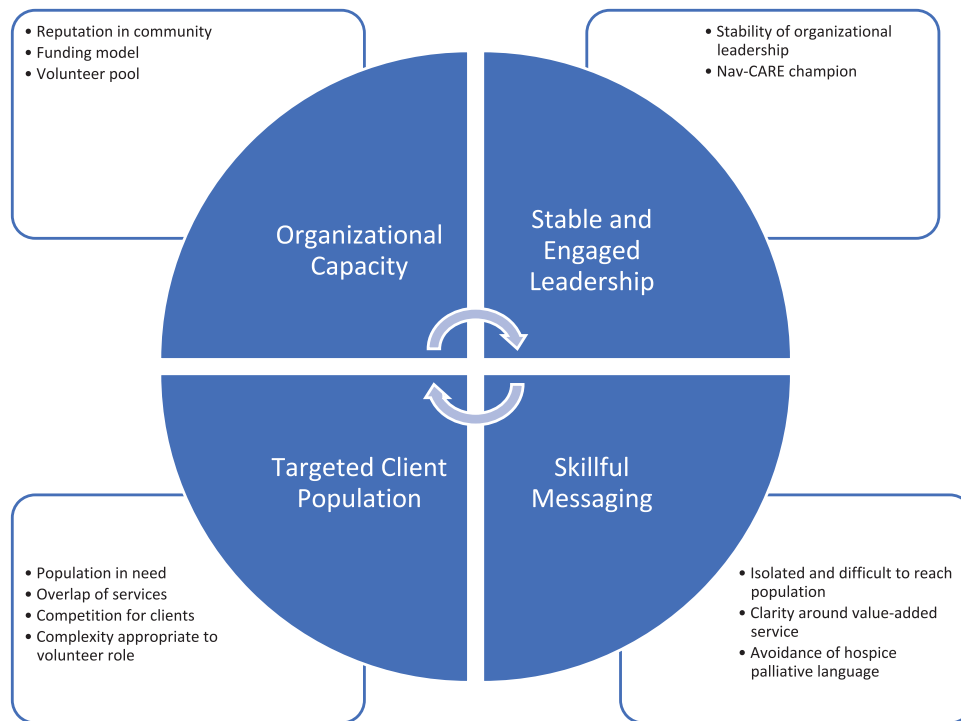 • Reputation in community
• Funding model
• Volunteer pool
• Stability of organizational
leadership
• Nav-CARE champion
Organizational
Capacity
Stable and
Engaged
Leadership
Targeted Client
Population
Skillful
Messaging
• Population in need
• Overlap of services
• Competition for clients
• Complexity appropriate to
volunteer role
• Isolated and difficult to reach
population
• Clarity around value-added
service
• Avoidance of hospice
palliative language